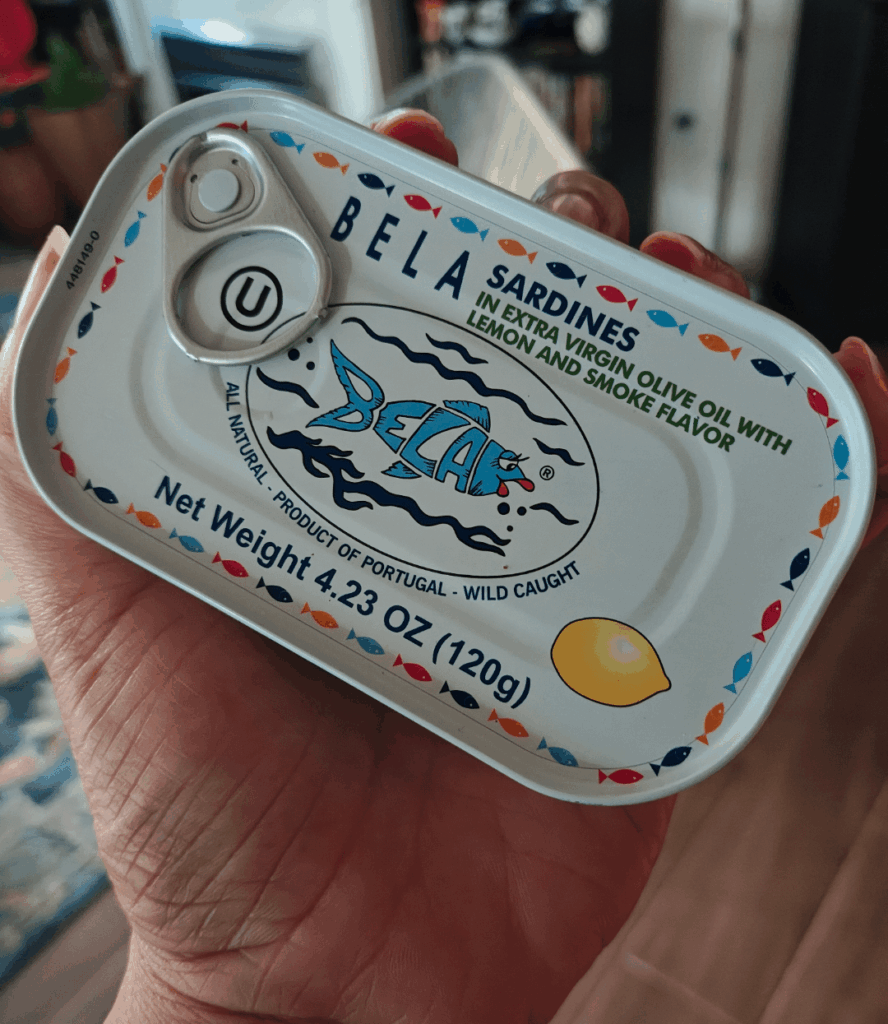 448149-0
U
BELA
SARDINES
IN EXTRA VIRGIN OLIVE OIL WITH
LEMON AND SMOKE FLAVOR
BELA
®
ALL NATURAL - PRODUCT OF PORTUGAL - WILD CAUGHT
Net Weight 4.23 OZ (120g)